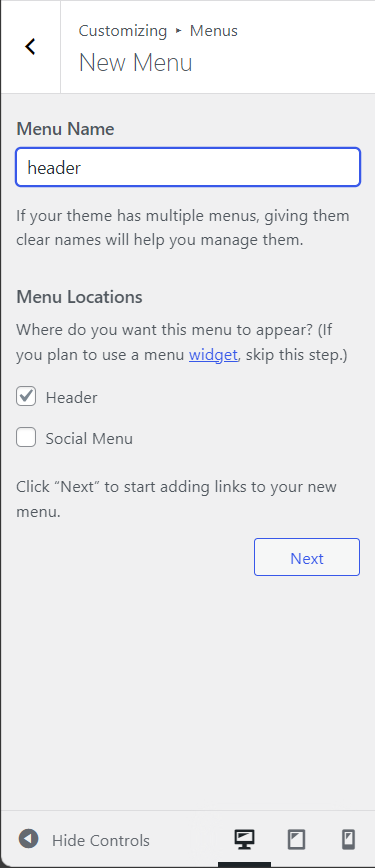 Customizing ▸ Menus
New Menu
Menu Name
header
If your theme has multiple menus, giving them
clear names will help you manage them.
Menu Locations
Where do you want this menu to appear? (If
you plan to use a menu widget, skip this step.)
Header
Social Menu
Click “Next” to start adding links to your new
menu.
Next
Hide Controls